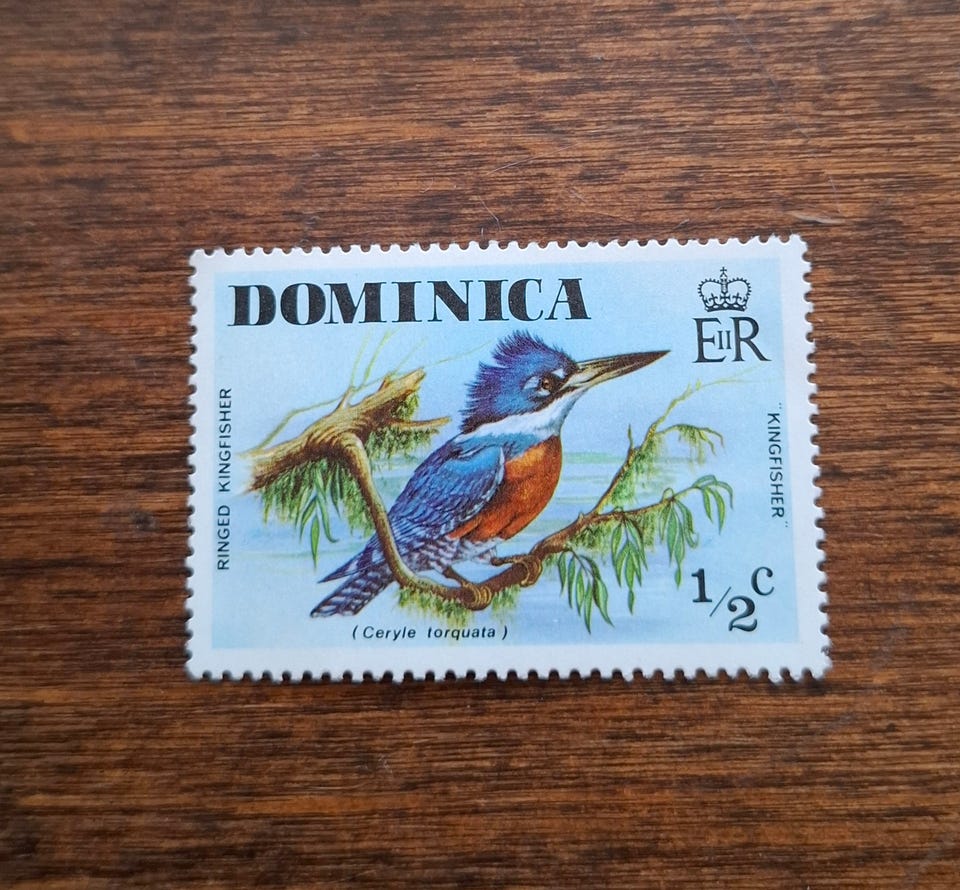 DOMINICA
EIIR
RINGED KINGFISHER
"KINGFISHER"
1/2c
(Ceryle torquata)